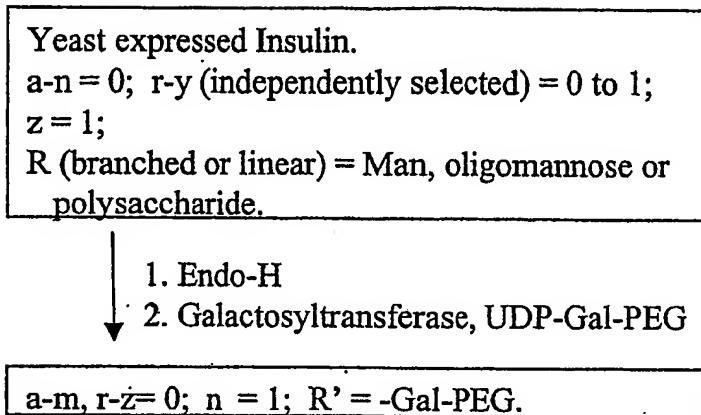 Yeast expressed Insulin.
a-n = 0; r-y (independently selected) = 0 to 1;
z = 1;
R (branched or linear) = Man, oligomannose or
polysaccharide.
1. Endo-H
2. Galactosyltransferase, UDP-Gal-PEG
a-m, r-z= 0; n = 1; R' = -Gal-PEG.